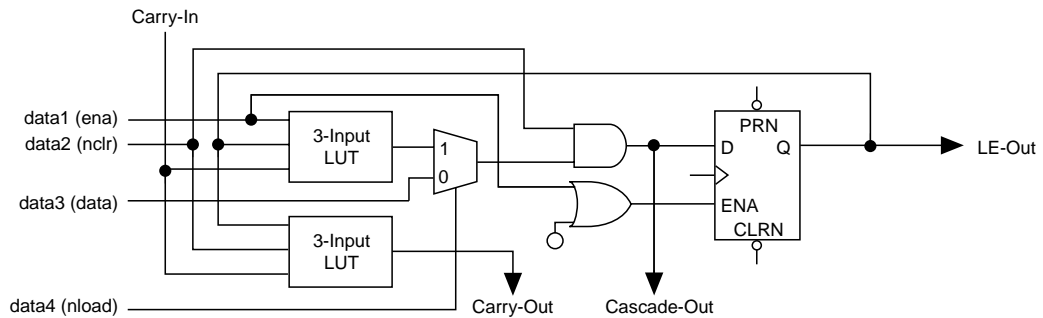 Carry-In
data1 (ena)
data2 (nclr)
data3 (data)
data4 (nload)
3-Input
LUT
3-Input
LUT
1
0
PRN
D
Q
ENA
CLRN
LE-Out
Carry-Out
Cascade-Out